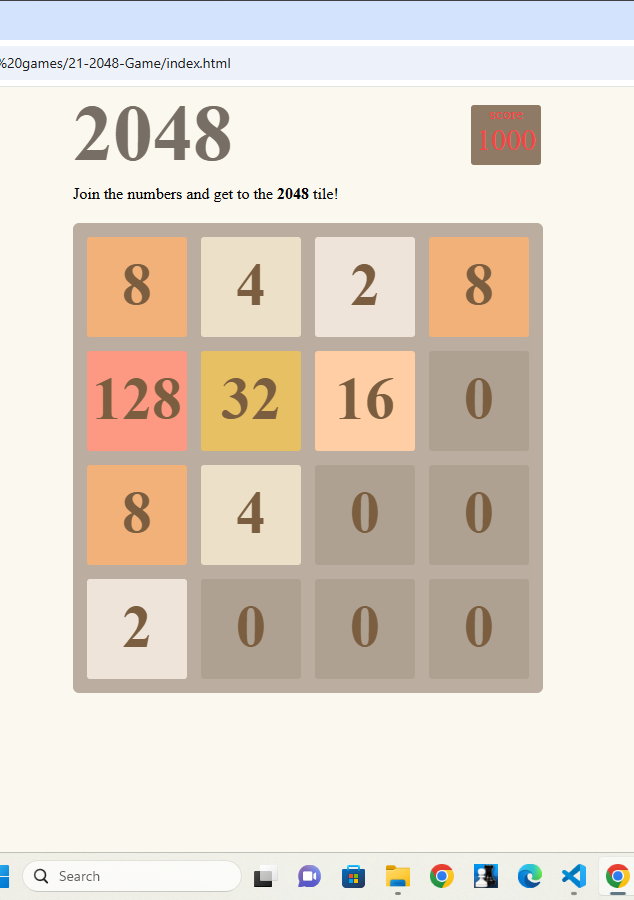 %20games/21-2048-Game/index.html
2048
score
1000
Join the numbers and get to the 2048 tile!
8 4 2 8
128 32 16 0
8 4 0 0
2 0 0 0
Search